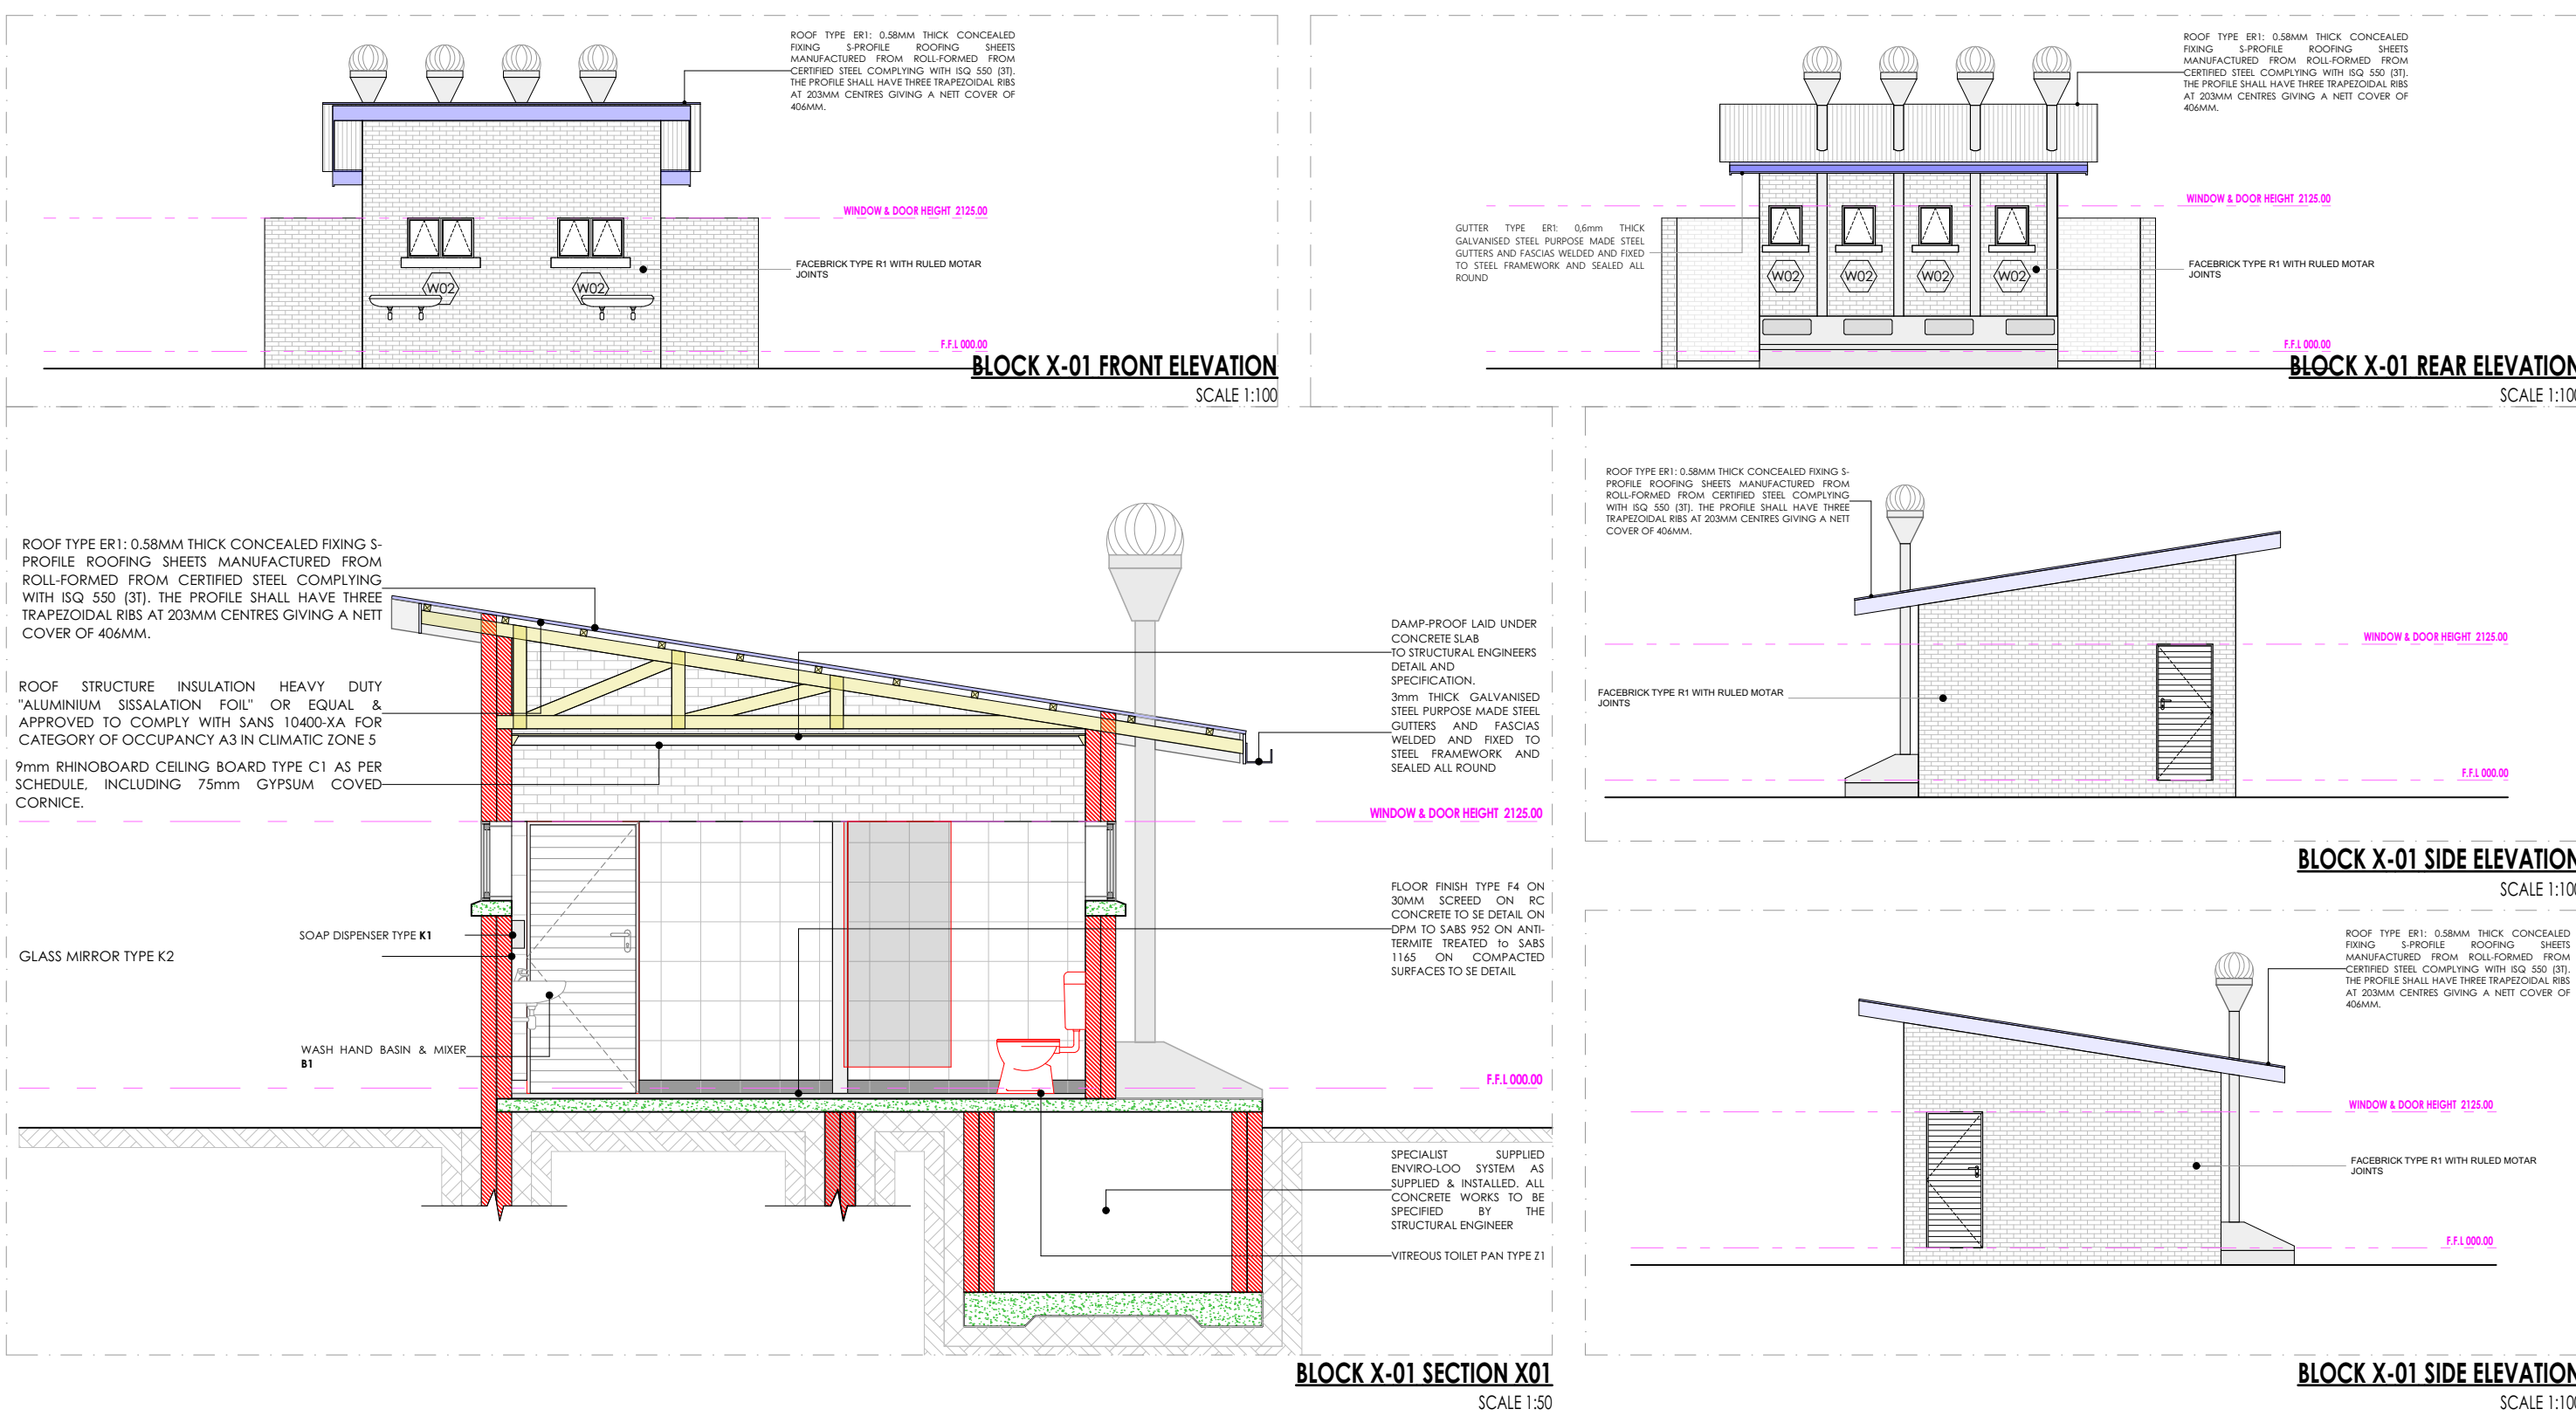 ROOF TYPE ER1: 0.58MM THICK CONCEALED
FIXING S-PROFILE ROOFING SHEETS
MANUFACTURED FROM ROLL-FORMED FROM
CERTIFIED STEEL COMPLYING WITH ISQ 550 (3T).
THE PROFILE SHALL HAVE THREE TRAPEZOIDAL RIBS
AT 203MM CENTRES GIVING A NETT COVER OF
406MM.
WINDOW & DOOR HEIGHT 2125.00
FACEBRICK TYPE R1 WITH RULED MOTAR
JOINTS
W02
W02
F.F.L 000.00
BLOCK X-01 FRONT ELEVATION
SCALE 1:100
ROOF TYPE ER1: 0.58MM THICK CONCEALED
FIXING S-PROFILE ROOFING SHEETS
MANUFACTURED FROM ROLL-FORMED FROM
CERTIFIED STEEL COMPLYING WITH ISQ 550 (3T).
THE PROFILE SHALL HAVE THREE TRAPEZOIDAL RIBS
AT 203MM CENTRES GIVING A NETT COVER OF
406MM.
WINDOW & DOOR HEIGHT 2125.00
GUTTER TYPE ER1: 0,6mm THICK
GALVANISED STEEL PURPOSE MADE STEEL
GUTTERS AND FASCIAS WELDED AND FIXED
TO STEEL FRAMEWORK AND SEALED ALL
ROUND
W02
W02
W02
W02
FACEBRICK TYPE R1 WITH RULED MOTAR
JOINTS
F.F.L 000.00
BLOCK X-01 REAR ELEVATION
SCALE 1:100
ROOF TYPE ER1: 0.58MM THICK CONCEALED FIXING S-
PROFILE ROOFING SHEETS MANUFACTURED FROM
ROLL-FORMED FROM CERTIFIED STEEL COMPLYING
WITH ISQ 550 (3T). THE PROFILE SHALL HAVE THREE
TRAPEZOIDAL RIBS AT 203MM CENTRES GIVING A NETT
COVER OF 406MM.
ROOF STRUCTURE INSULATION HEAVY DUTY
"ALUMINIUM SISSALATION FOIL" OR EQUAL &
APPROVED TO COMPLY WITH SANS 10400-XA FOR
CATEGORY OF OCCUPANCY A3 IN CLIMATIC ZONE 5
9mm RHINOBOARD CEILING BOARD TYPE C1 AS PER
SCHEDULE, INCLUDING 75mm GYPSUM COVED
CORNICE.
SOAP DISPENSER TYPE K1
GLASS MIRROR TYPE K2
WASH HAND BASIN & MIXER
B1
DAMP-PROOF LAID UNDER
CONCRETE SLAB
TO STRUCTURAL ENGINEERS
DETAIL AND
SPECIFICATION.
3mm THICK GALVANISED
STEEL PURPOSE MADE STEEL
GUTTERS AND FASCIAS
WELDED AND FIXED TO
STEEL FRAMEWORK AND
SEALED ALL ROUND
WINDOW & DOOR HEIGHT 2125.00
FLOOR FINISH TYPE F4 ON
30MM SCREED ON RC
CONCRETE TO SE DETAIL ON
DPM TO SABS 952 ON ANTI-
TERMITE TREATED to SABS
1165 ON COMPACTED
SURFACES TO SE DETAIL
F.F.L 000.00
SPECIALIST SUPPLIED
ENVIRO-LOO SYSTEM AS
SUPPLIED & INSTALLED. ALL
CONCRETE WORKS TO BE
SPECIFIED BY THE
STRUCTURAL ENGINEER
VITREOUS TOILET PAN TYPE Z1
BLOCK X-01 SECTION X01
SCALE 1:50
ROOF TYPE ER1: 0.58MM THICK CONCEALED FIXING S-
PROFILE ROOFING SHEETS MANUFACTURED FROM
ROLL-FORMED FROM CERTIFIED STEEL COMPLYING
WITH ISQ 550 (3T). THE PROFILE SHALL HAVE THREE
TRAPEZOIDAL RIBS AT 203MM CENTRES GIVING A NETT
COVER OF 406MM.
WINDOW & DOOR HEIGHT 2125.00
FACEBRICK TYPE R1 WITH RULED MOTAR
JOINTS
F.F.L 000.00
BLOCK X-01 SIDE ELEVATION
SCALE 1:100
ROOF TYPE ER1: 0.58MM THICK CONCEALED
FIXING S-PROFILE ROOFING SHEETS
MANUFACTURED FROM ROLL-FORMED FROM
CERTIFIED STEEL COMPLYING WITH ISQ 550 (3T).
THE PROFILE SHALL HAVE THREE TRAPEZOIDAL RIBS
AT 203MM CENTRES GIVING A NETT COVER OF
406MM.
WINDOW & DOOR HEIGHT 2125.00
FACEBRICK TYPE R1 WITH RULED MOTAR
JOINTS
F.F.L 000.00
BLOCK X-01 SIDE ELEVATION
SCALE 1:100